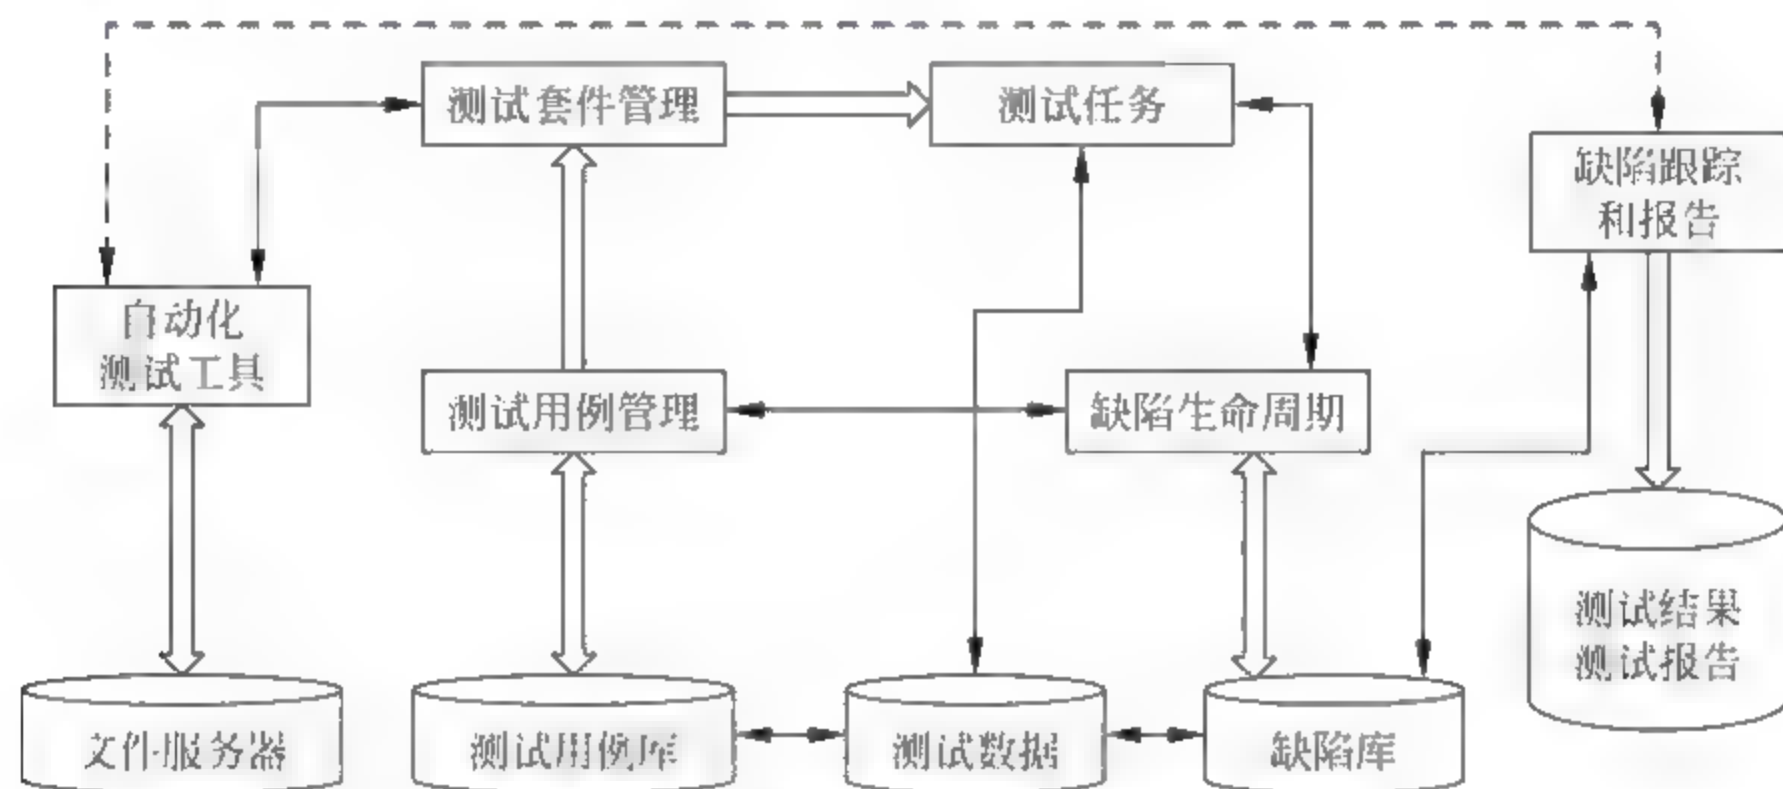 测试套件管理
测试任务
缺陷跟踪
和报告
自动化
测试工具
测试用例管理
缺陷生命周期
测试结果
测试报告
文件服务器
测试用例库
测试数据
缺陷库